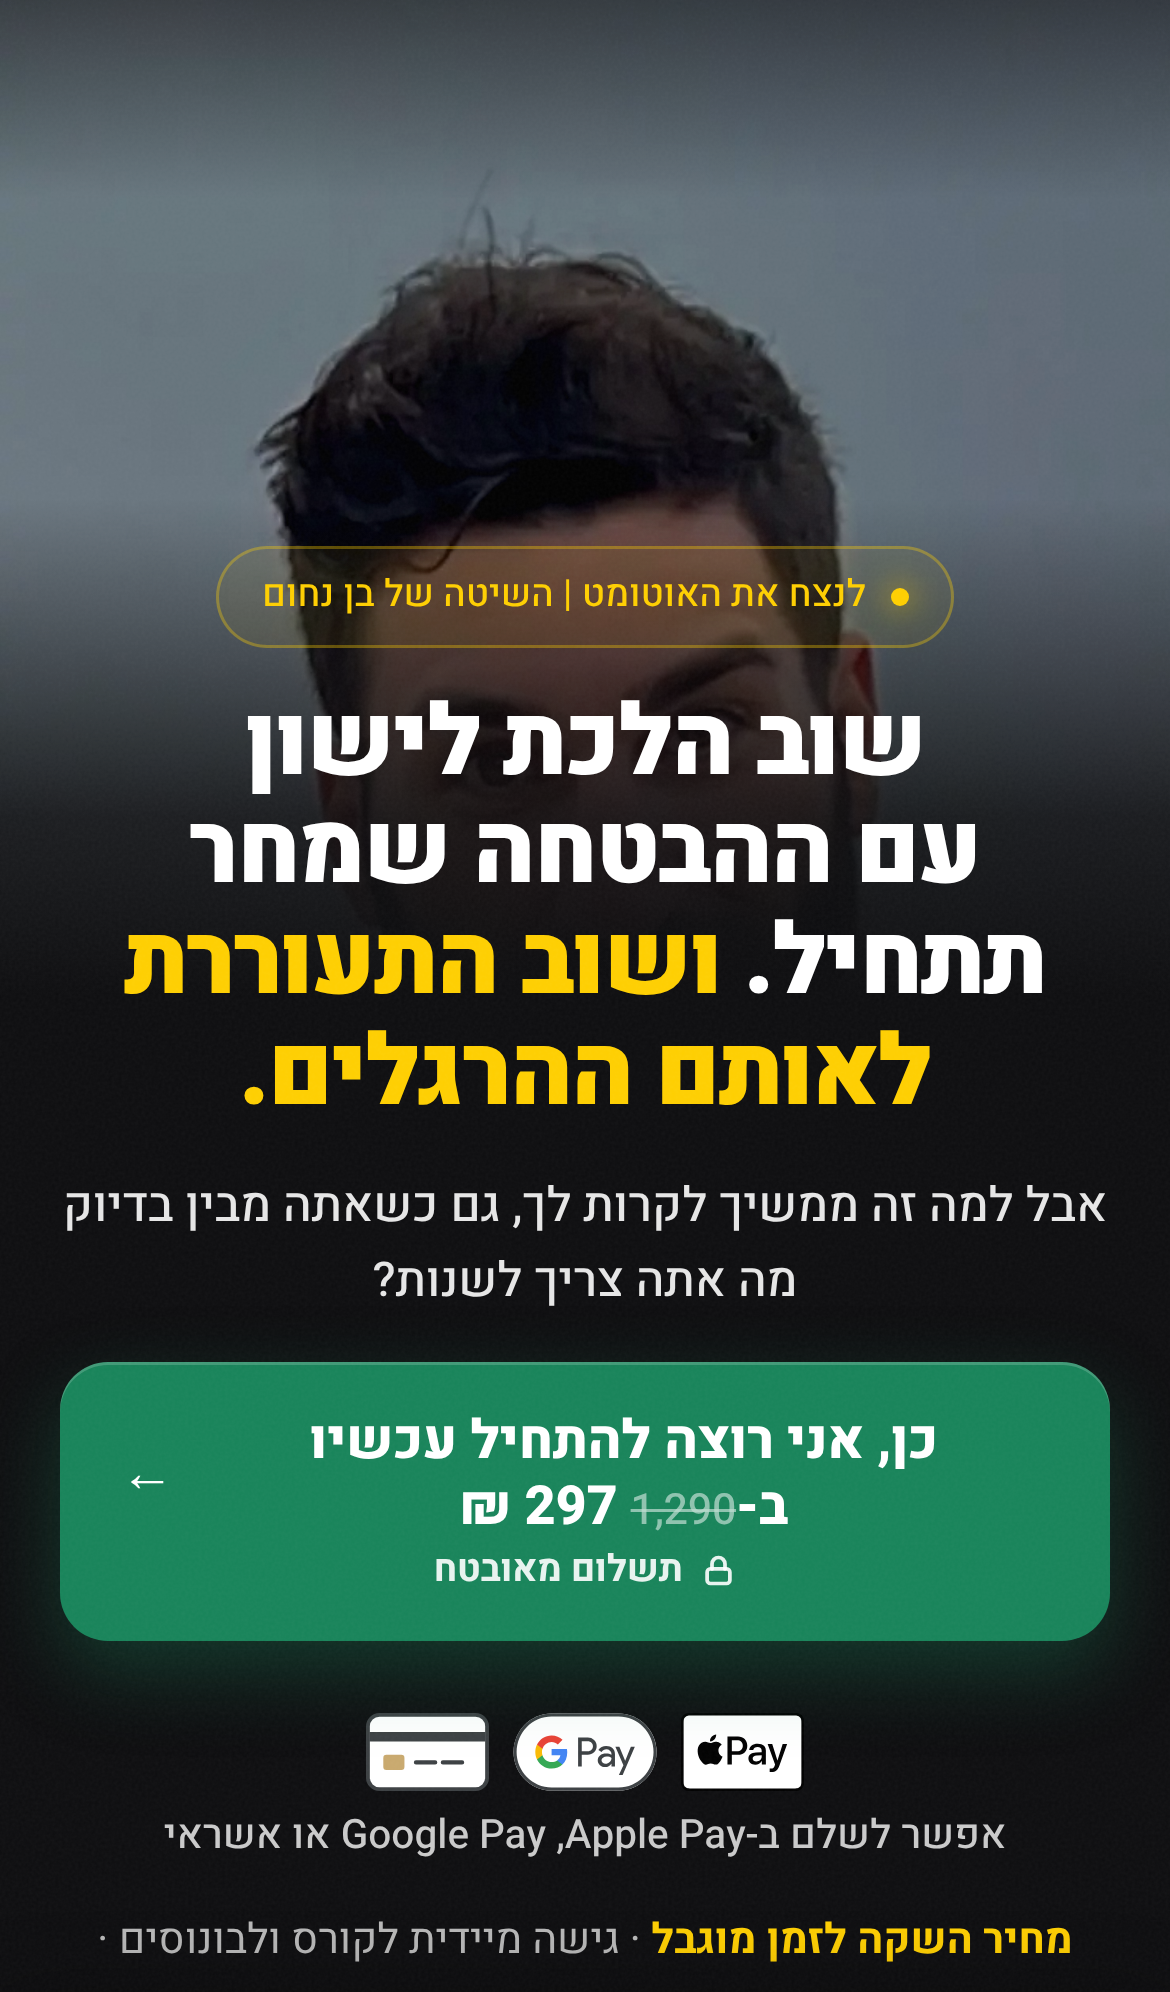 לנצח את האוטומט | השיטה של בן נחום
שוב הלכת לישון
עם ההבטחה שמחר
תתחיל. ושוב התעוררת
לאותם ההרגלים.
אבל למה זה ממשיך לקרות לך, גם כשאתה מבין בדיוק
מה אתה צריך לשנות?
כן, אני רוצה להתחיל עכשיו
ב-1,290 297 ₪
←
תשלום מאובטח
Pay G Pay
אפשר לשלם ב-Apple Pay, Google Pay או אשראי
מחיר השקה לזמן מוגבל · גישה מיידית לקורס ולבונוסים ·